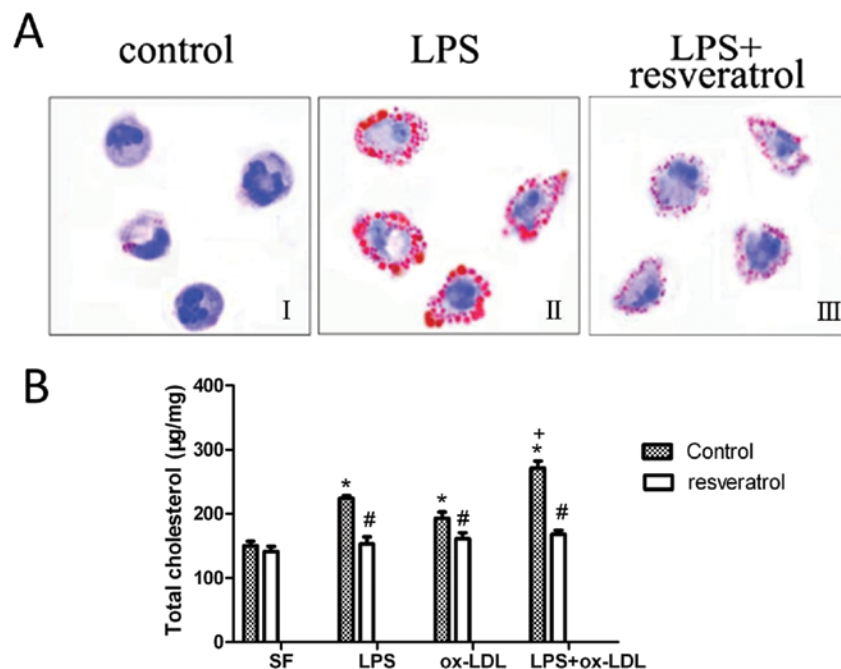 A
control
LPS
LPS+
resveratrol
I
II
III
B
Total cholesterol (µg/mg)
400
300
200
100
0
*
#
*
#
+
*
#
SF
LPS
ox-LDL
LPS+ox-LDL
Control
resveratrol